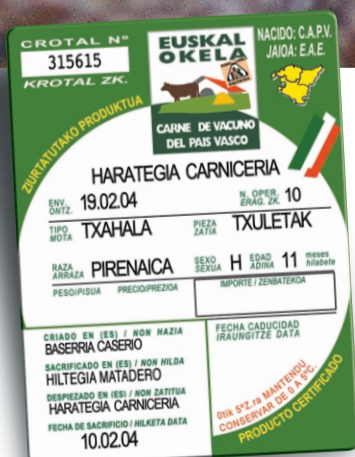 CROTAL Nº
315615
KROTAL ZK.
EUSKAL
OKELA
CARNE DE VACUNO
DEL PAIS VASCO
NACIDO: C.A.P.V.
JAIOA: E.A.E.
ZIURTATUTAKO PRODUKTUA
HARATEGIA CARNICERIA
ENV.
ONTZ. 19.02.04
N. OPER.
ERAG. ZK. 10
TIPO
MOTA TXAHALA
PIEZA
ZATIA TXULETAK
RAZA
ARRAZA PIRENAICA
SEXO
SEXUA H
EDAD
ADINA 11 meses
hilabete
PESO/PISUA PRECIO/PREZIOA
IMPORTE / ZENBATEKOA
CRIADO EN (ES) / NON HAZIA
BASERRIA CASERIO
SACRIFICADO EN (ES) / NON HILDA
HILTEGIA MATADERO
DESPIEZADO EN (ES) / NON ZATITUA
HARATEGIA CARNICERIA
FECHA DE SACRIFICIO / HILKETA DATA
10.02.04
FECHA CADUCIDAD
IRAUNGITZE DATA
0tik 5ºZ.ra MANTENDU
CONSERVAR DE 0 A 5ºC.
PRODUCTO CERTIFICADO